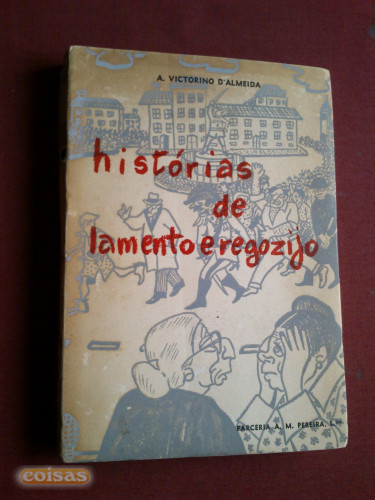 A. VICTORINO D'ALMEIDA
histórias
de
lamento e regozijo
PARCERIA A. M. PEREIRA, L.
coisas